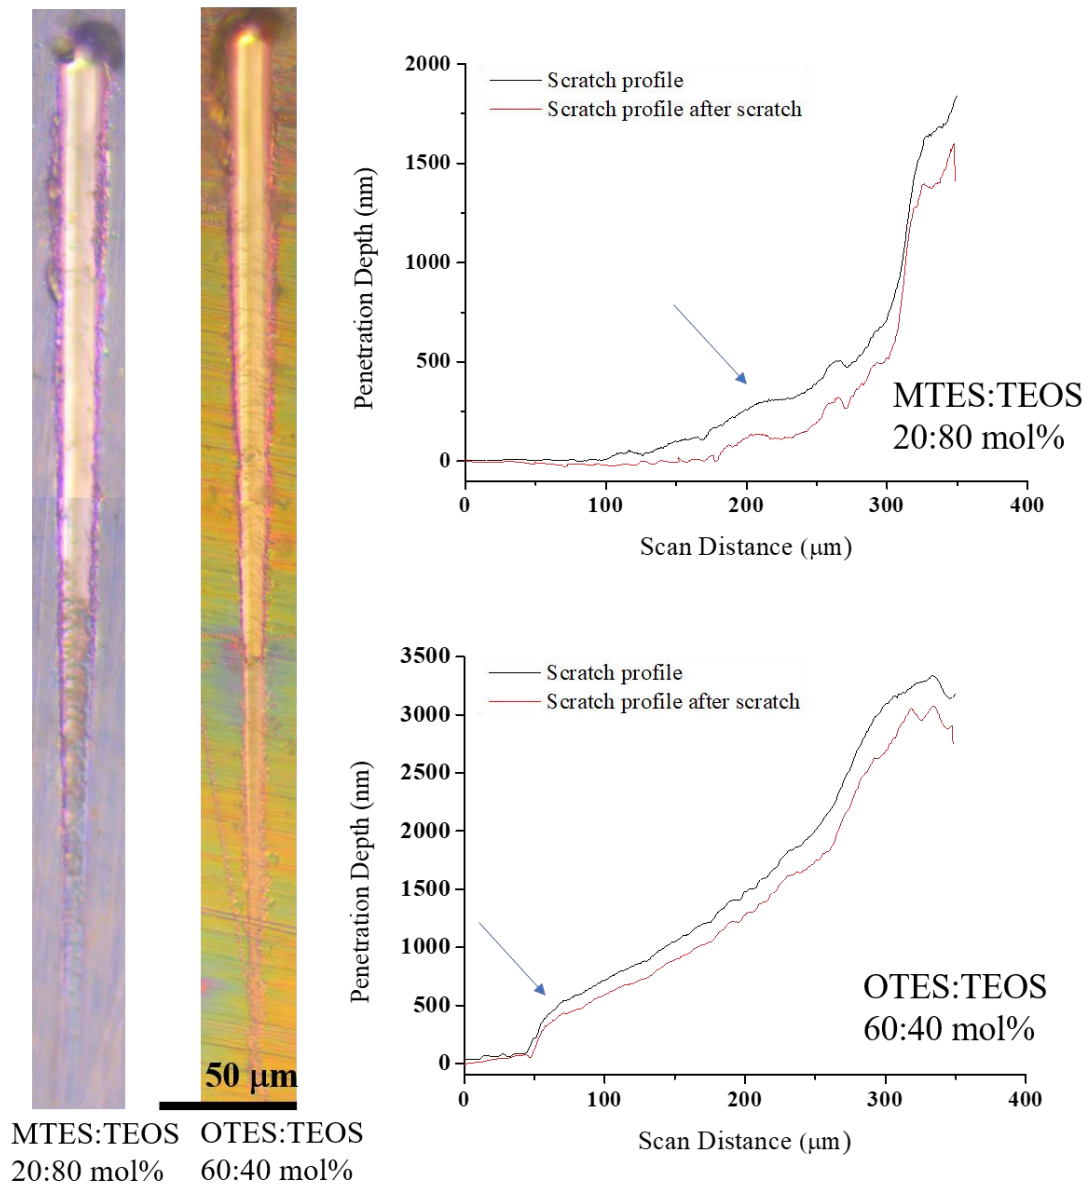 50 μm
MTES:TEOS
20:80 mol%
OTES:TEOS
60:40 mol%
2000
1500
1000
500
0
Penetration Depth (nm)
Scratch profile
Scratch profile after scratch
MTES:TEOS
20:80 mol%
0
100
200
300
400
Scan Distance (μm)
3500
3000
2500
2000
1500
1000
500
0
Penetration Depth (nm)
Scratch profile
Scratch profile after scratch
OTES:TEOS
60:40 mol%
0
100
200
300
400
Scan Distance (μm)